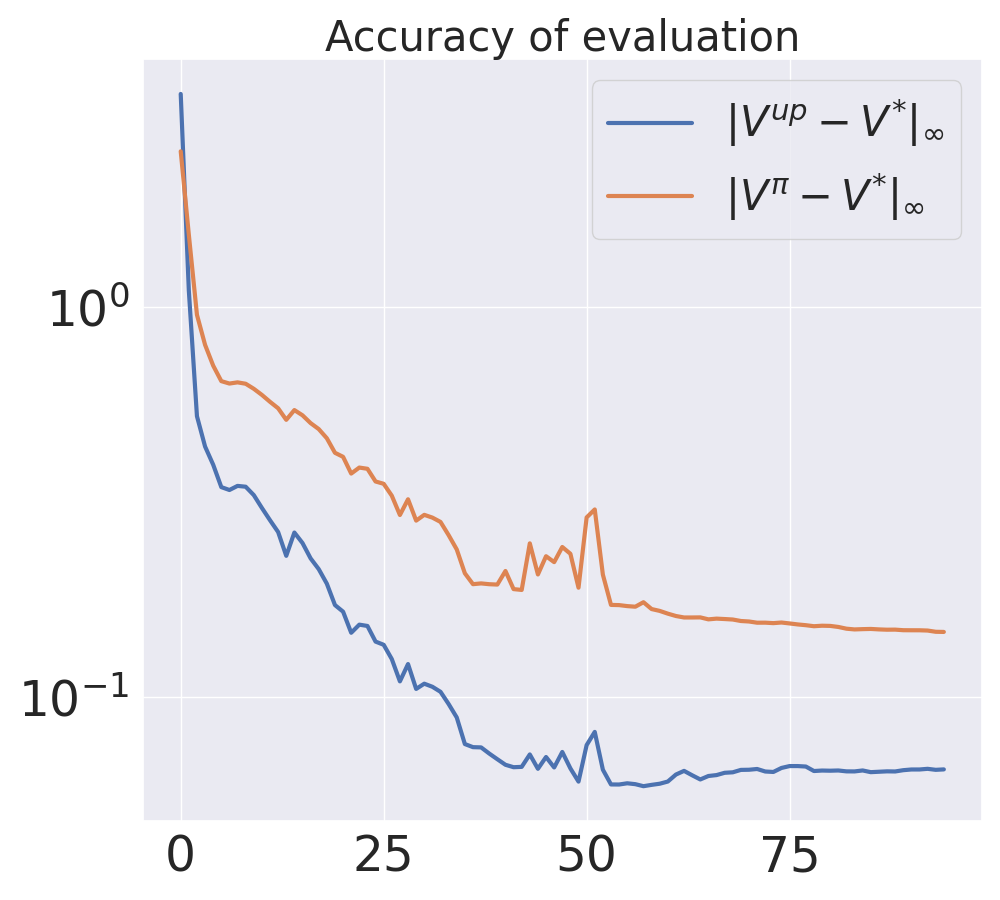 Accuracy of evaluation
|V^{up} − V^*|_∞
|V^π − V^*|_∞
10^0
10^{−1}
0 25 50 75